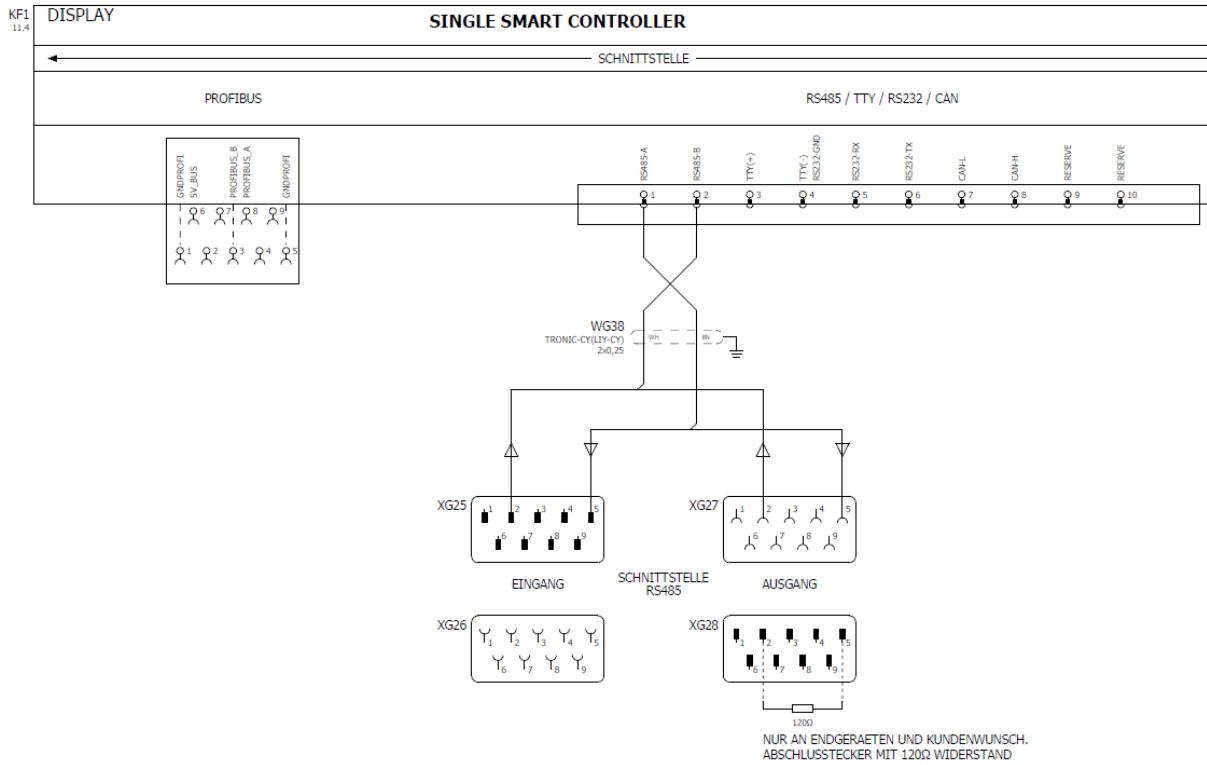 KF1
11.4
DISPLAY
SINGLE SMART CONTROLLER
SCHNITTSTELLE
PROFIBUS
RS485 / TTY / RS232 / CAN
GNDPROFI
5V_BUS
PROFIBUS_B
PROFIBUS_A
GNDPROFI
RS485-A
RS485-B
TTY(+)
TTY(-)
RS232-GND
RS232-RX
RS232-TX
CAN-L
CAN-H
RESERVE
RESERVE
1 2 3 4 5 6 7 8 9 10
6 7 8 9
1 2 3 4 5
WG38
TRONIC-CY(LIY-CY)
2x0,25
WH BN
XG25
1 2 3 4 5
6 7 8 9
XG27
1 2 3 4 5
6 7 8 9
EINGANG
SCHNITTSTELLE
RS485
AUSGANG
XG26
1 2 3 4 5
6 7 8 9
XG28
1 2 3 4 5
6 7 8 9
120Ω
NUR AN ENDGERAETEN UND KUNDENWUNSCH.
ABSCHLUSSTECKER MIT 120Ω WIDERSTAND